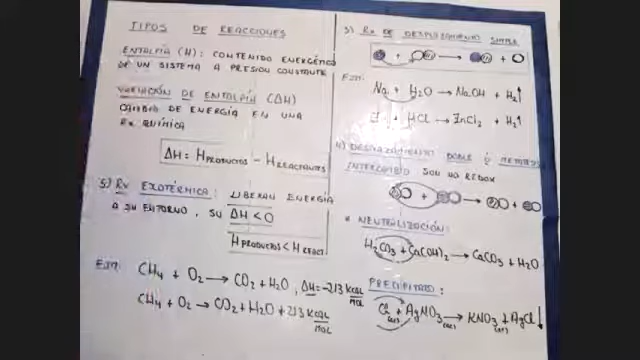 TIPOS DE REACCIONES
ENTALPÍA (H): CONTENIDO ENERGÉTICO
DE UN SISTEMA A PRESION CONSTANTE
VARIACIÓN DE ENTALPÍA (ΔH)
CAMBIO DE ENERGÍA EN UNA
Rx QUÍMICA
ΔH = HPRODUCTOS - HREACTANTES
5) Rx EXOTÉRMICA: LIBERAN ENERGÍA
A SU ENTORNO, SU ΔH < 0
HPRODUCTOS < HREACT.
EJM: CH4 + O2 → CO2 + H2O, ΔH = -213 KCAL/MOL
CH4 + O2 → CO2 + H2O + 213 KCAL/MOL
3) Rx DE DESPLAZAMIENTO SIMPLE
EJM:
Na + H2O → NaOH + H2↑
HCl → ZnCl2 + H2↑
4) DESPLAZAMIENTO DOBLE Ó
INTERCAMBIO SON NO REDOX
* NEUTRALIZACIÓN:
H2CO3 + Ca(OH)2 → CaCO3 + H2O
PRECIPITADO:
+ AgNO3(ac) → KNO3(ac) + AgCl↓